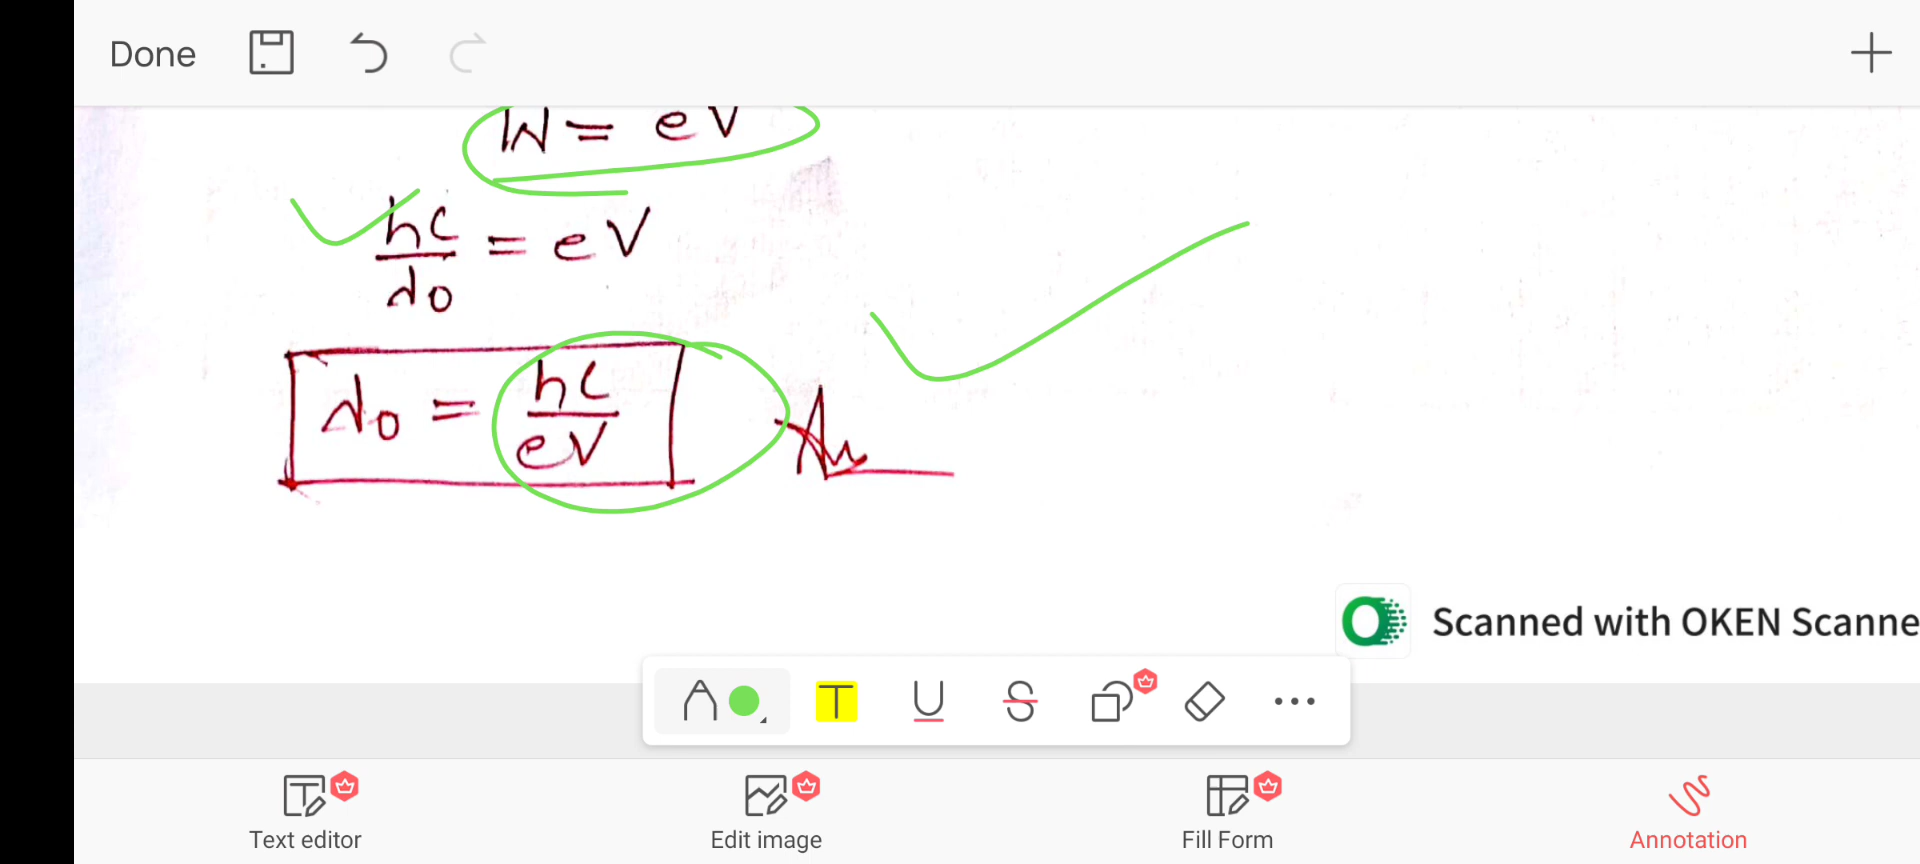 Done
W = eV
hc/λ0 = eV
λ0 = hc/eV Ans
Scanned with OKEN Scanne
T U S
Text editor Edit image Fill Form Annotation